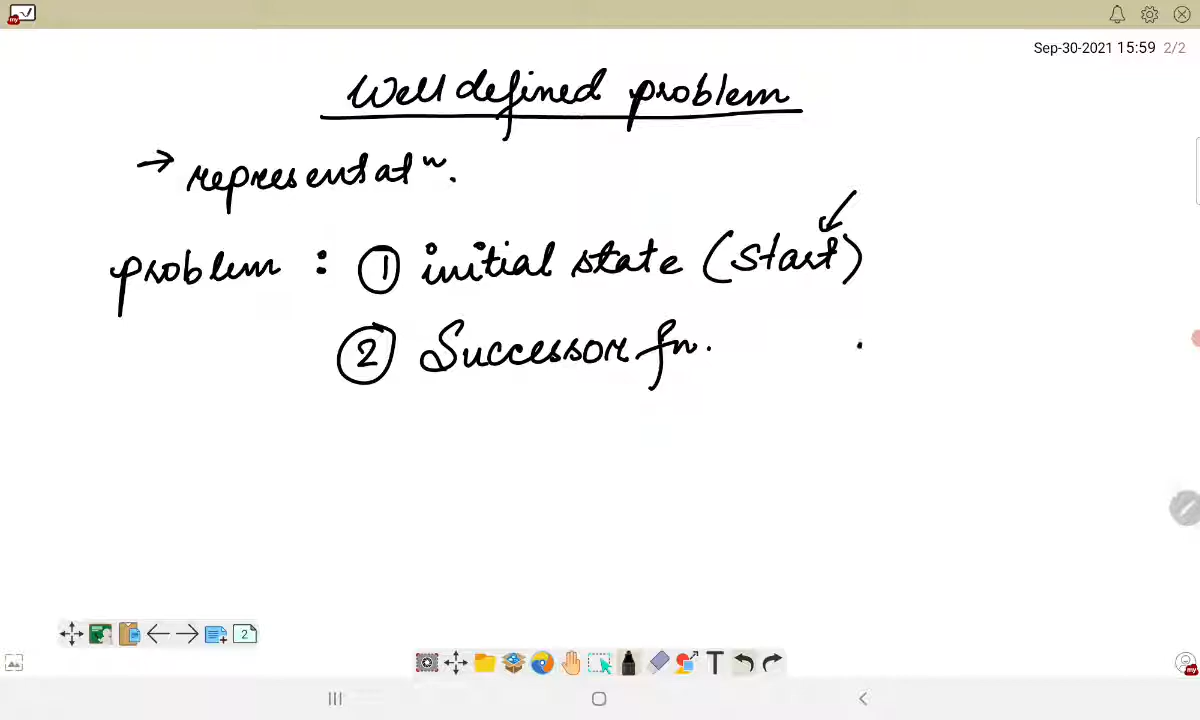 Sep-30-2021 15:59 2/2
Well defined problem
→ representatⁿ.
problem : ① initial state (start)
② Successor fn.
2
T